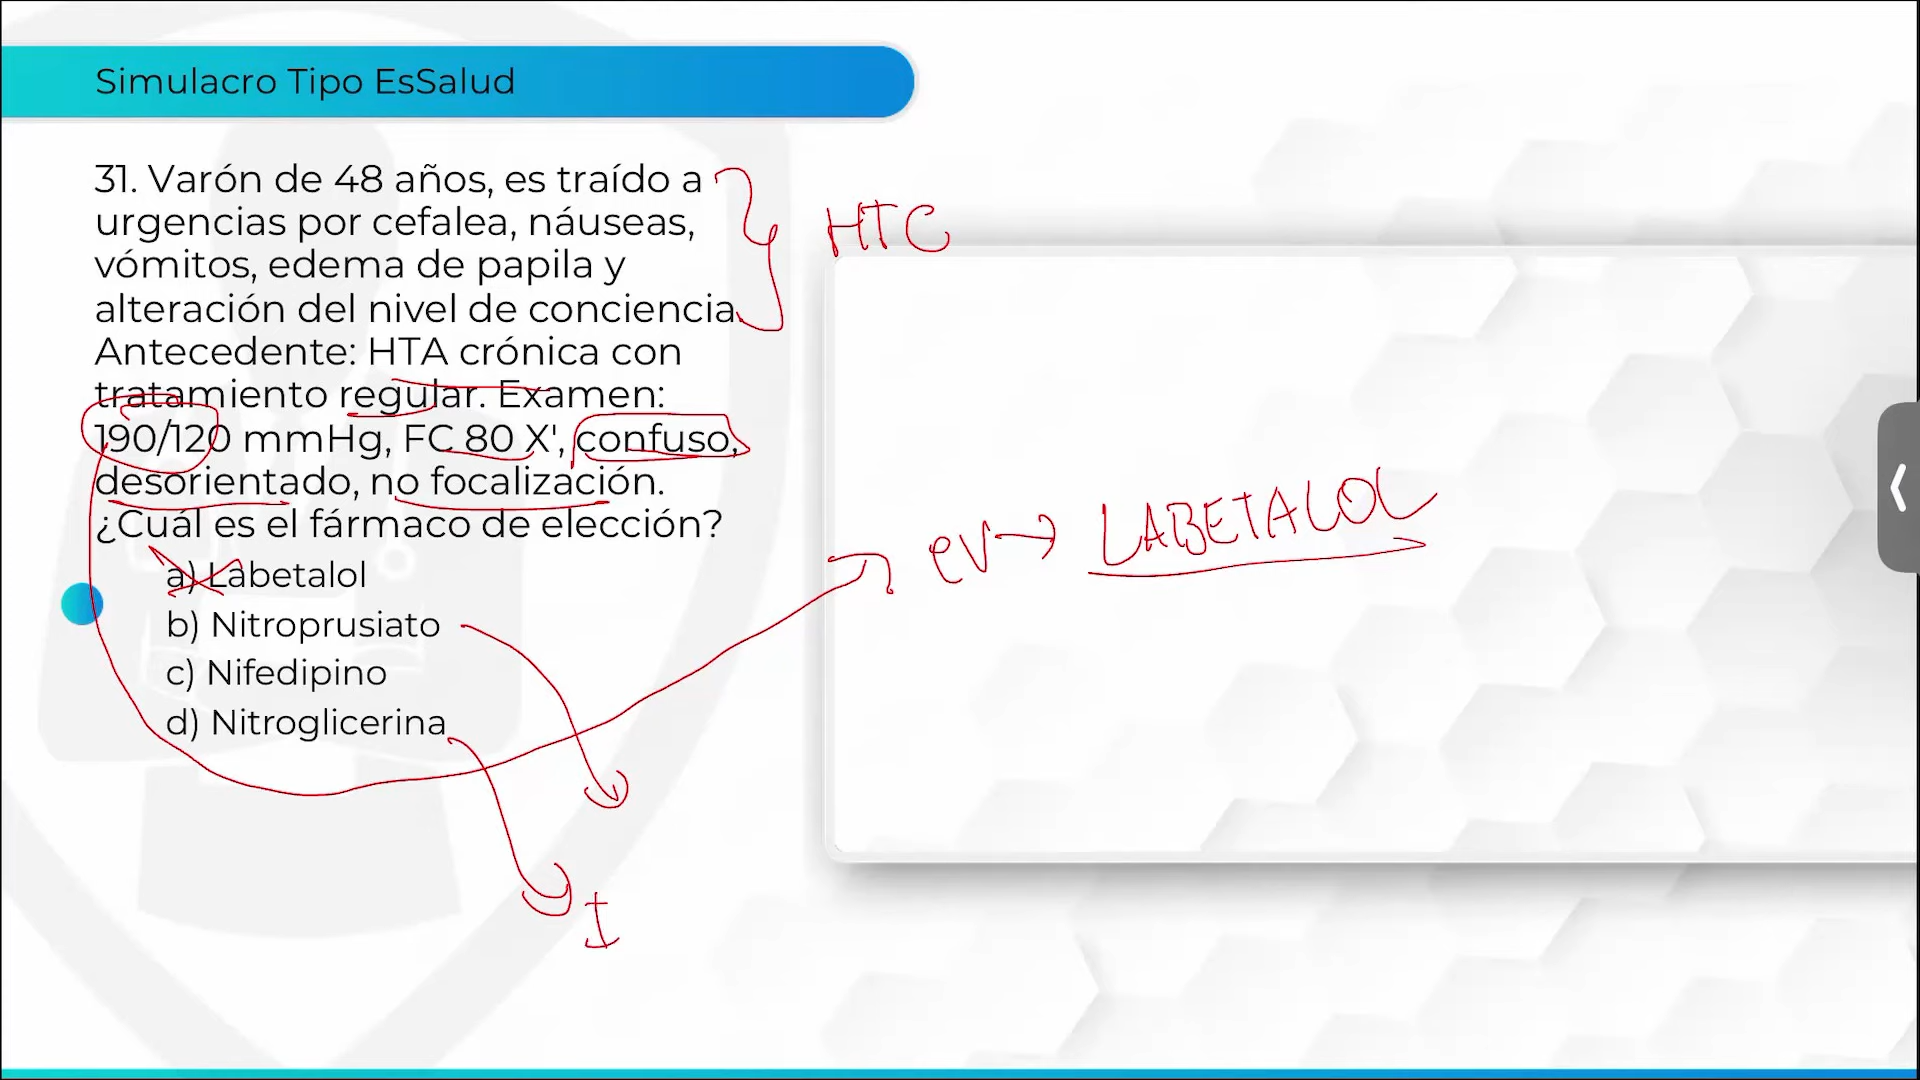 Simulacro Tipo EsSalud
31. Varón de 48 años, es traído a
urgencias por cefalea, náuseas,
vómitos, edema de papila y
alteración del nivel de conciencia.
Antecedente: HTA crónica con
tratamiento regular. Examen:
190/120 mmHg, FC 80 X', confuso,
desorientado, no focalización.
¿Cuál es el fármaco de elección?
a) Labetalol
b) Nitroprusiato
c) Nifedipino
d) Nitroglicerina
HTC
eV → LABETALOL
I